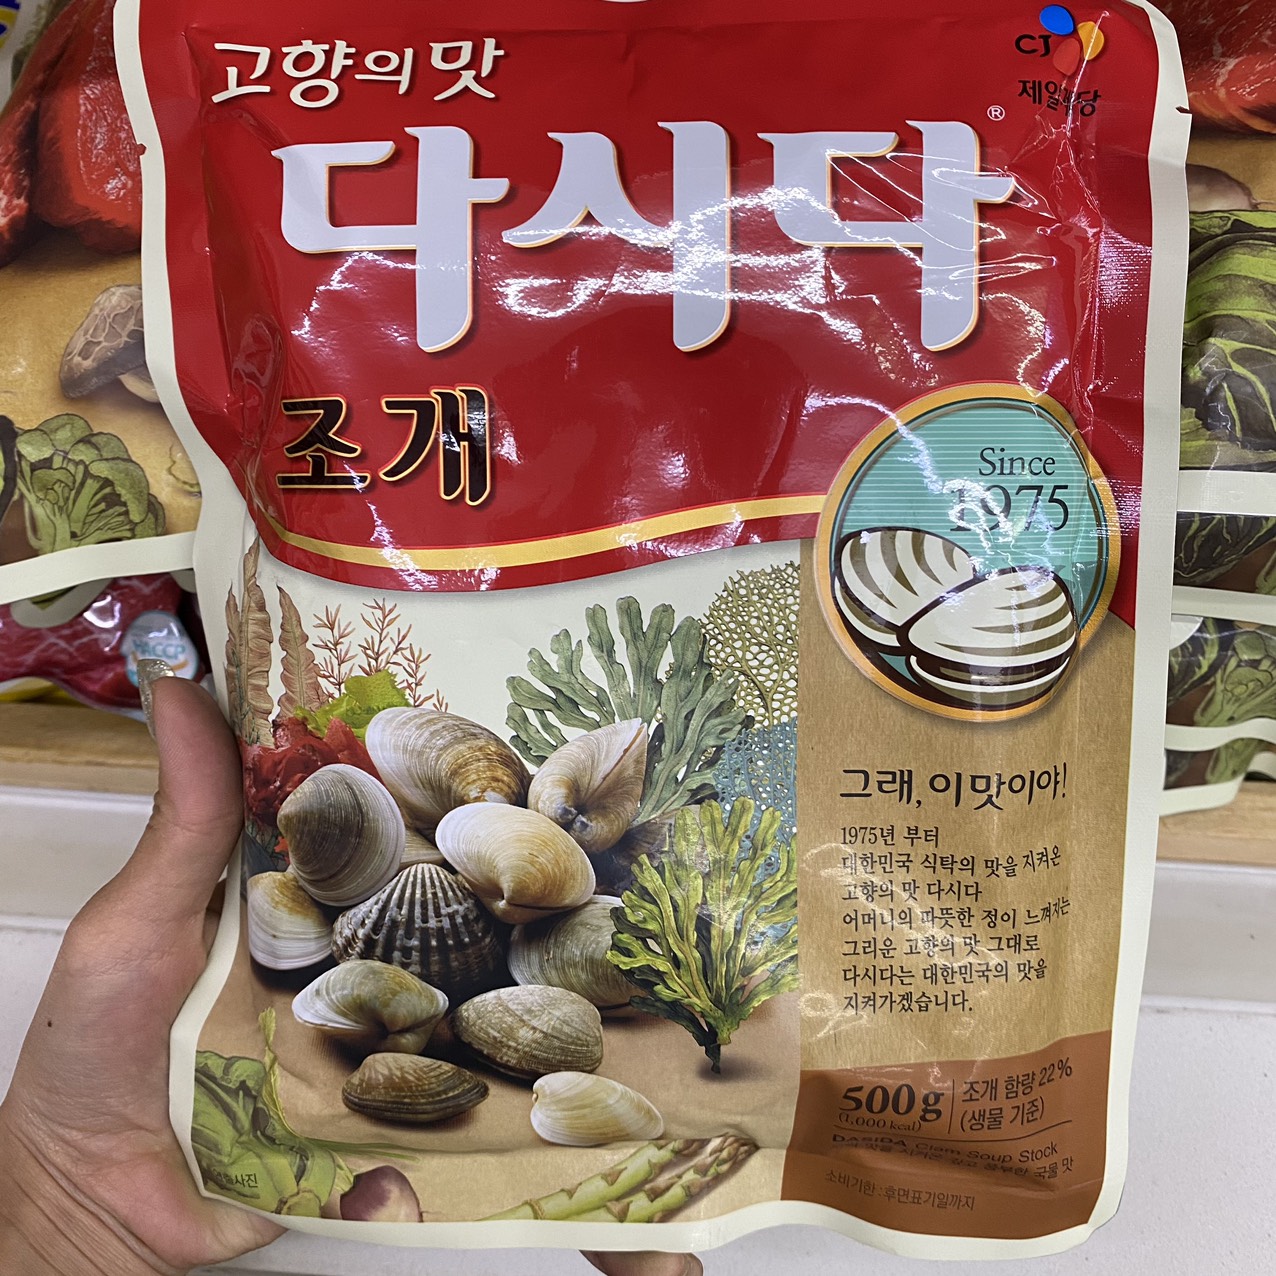 고향의 맛
CJ
제일제당
다시다®
조개
Since
1975
그래, 이 맛이야!
1975년 부터
대한민국 식탁의 맛을 지켜온
고향의 맛 다시다
어머니의 따뜻한 정이 느껴지는
그리운 고향의 맛 그대로
다시다는 대한민국의 맛을
지켜가겠습니다.
500g
(1,000 kcal)
조개 함량 22%
(생물 기준)
DASIDA Clam Soup Stock
국물 맛
소비기한 : 후면표기일까지
HACCP